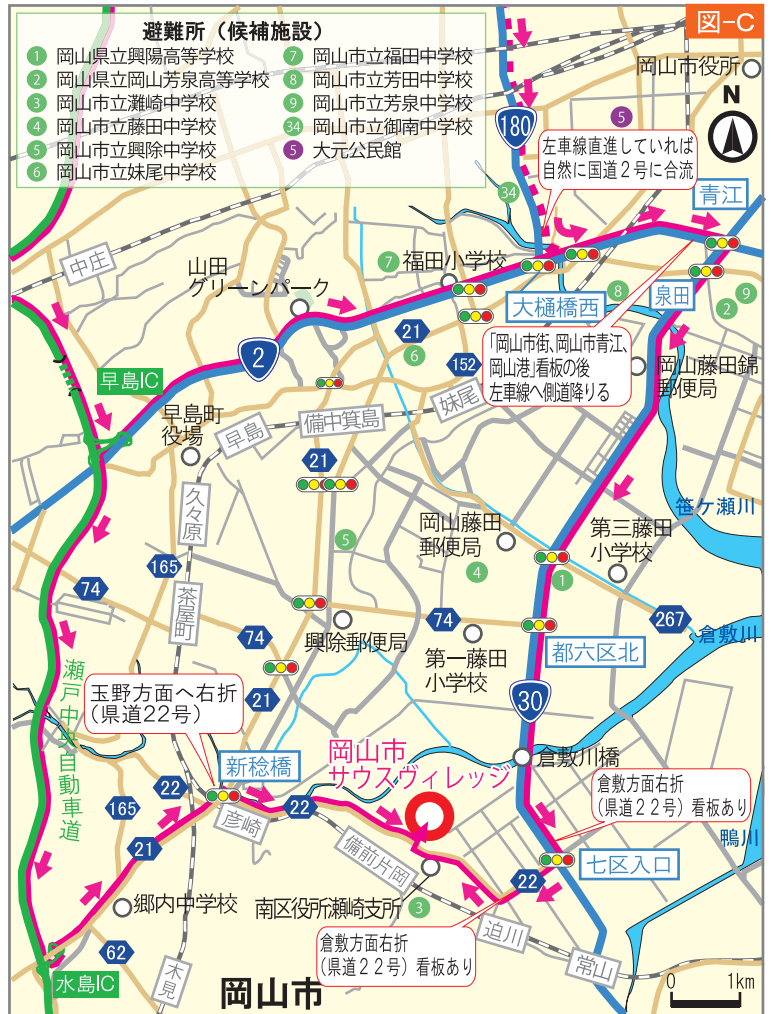 図-C
避難所（候補施設）
1 岡山県立興陽高等学校
2 岡山県立岡山芳泉高等学校
3 岡山市立灘崎中学校
4 岡山市立藤田中学校
5 岡山市立興除中学校
6 岡山市立妹尾中学校
7 岡山市立福田中学校
8 岡山市立芳田中学校
9 岡山市立芳泉中学校
34 岡山市立御南中学校
5 大元公民館
岡山市役所
N
180
5
左車線直進していれば
自然に国道２号に合流
34
青江
中庄
山田
グリーンパーク
7
福田小学校
大樋橋西
8
泉田
9
2
2
21
6
152
「岡山市街、岡山市青江、
岡山港」看板の後
左車線へ側道降りる
岡山藤田錦
郵便局
早島IC
早島町
役場
早島
備中箕島
妹尾
21
久々原
笹ケ瀬川
岡山藤田
郵便局
第三藤田
小学校
5
4
1
165
74
茶屋町
74
興除郵便局
74
第一藤田
小学校
267
倉敷川
都六区北
瀬戸中央自動車道
玉野方面へ右折
（県道22号）
21
30
新稔橋
岡山市
サウスヴィレッジ
倉敷川橋
倉敷方面右折
（県道２２号）看板あり
22
165
22
彦崎
鴨川
21
備前片岡
七区入口
22
郷内中学校
南区役所瀬崎支所
3
迫川
倉敷方面右折
（県道２２号）看板あり
62
常山
木見
水島IC
岡山市
0
1km